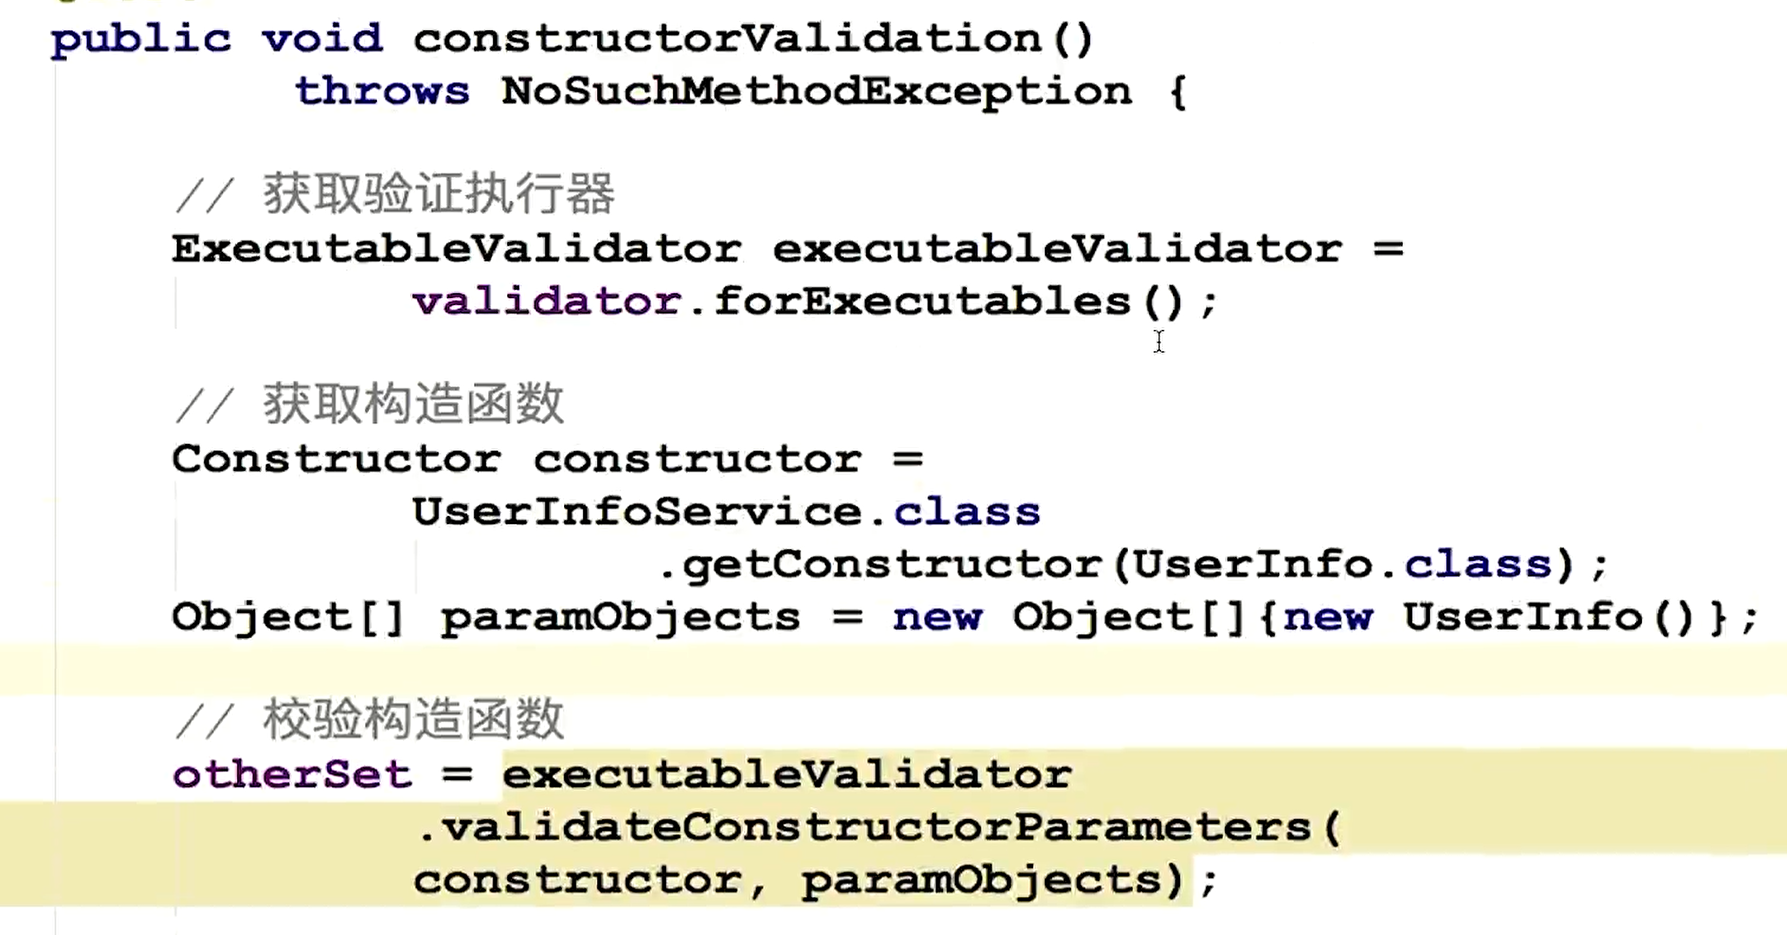 public void constructorValidation()
throws NoSuchMethodException {
// 获取验证执行器
ExecutableValidator executableValidator =
validator.forExecutables();
// 获取构造函数
Constructor constructor =
UserInfoService.class
.getConstructor(UserInfo.class);
Object[] paramObjects = new Object[]{new UserInfo()};
// 校验构造函数
otherSet = executableValidator
.validateConstructorParameters(
constructor, paramObjects);